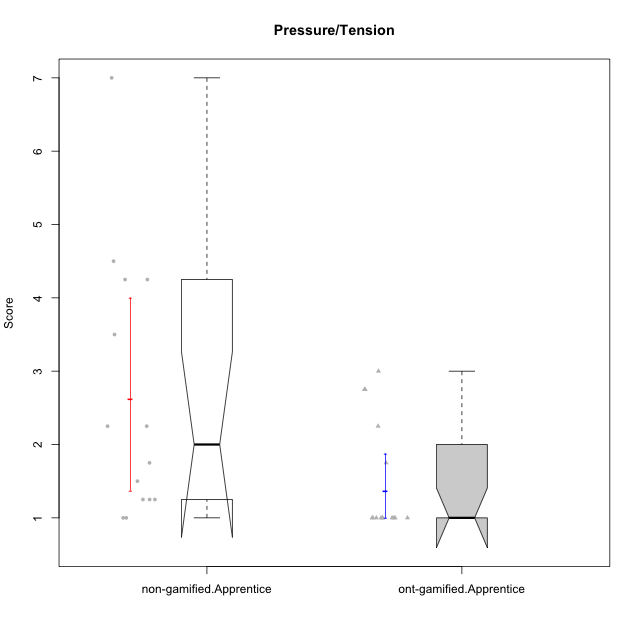 Pressure/Tension
Score
7
6
5
4
3
2
1
non-gamified.Apprentice
ont-gamified.Apprentice